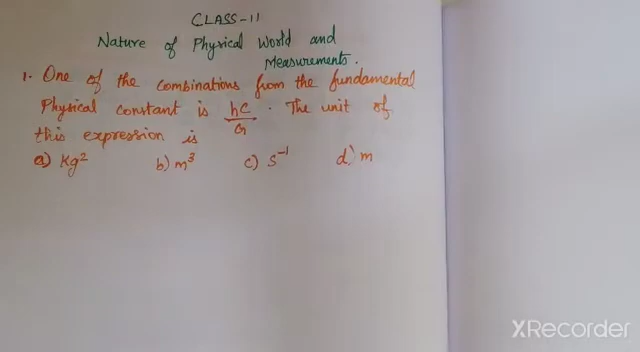 CLASS-11
Nature of Physical World and
Measurements.
1. One of the combinations from the fundamental
Physical constant is hc/G. The unit of
this expression is
a) Kg²
b) m³
c) S⁻¹
d) m
XRecorder